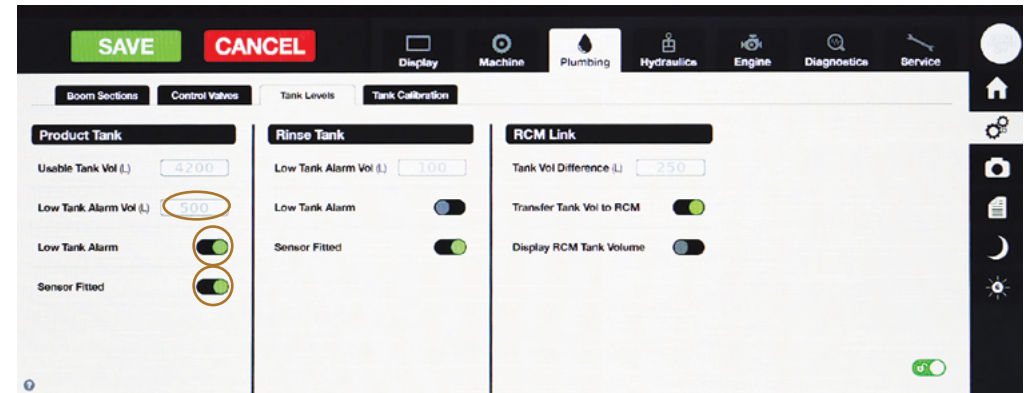 SAVE CANCEL Display Machine Plumbing Hydraulics Engine Diagnostics Service
Boom Sections Control Valves Tank Levels Tank Calibration
Product Tank
Usable Tank Vol (L) 4200
Low Tank Alarm Vol (L) 500
Low Tank Alarm
Sensor Fitted
?
Rinse Tank
Low Tank Alarm Vol (L) 100
Low Tank Alarm
Sensor Fitted
RCM Link
Tank Vol Difference (L) 250
Transfer Tank Vol to RCM
Display RCM Tank Volume